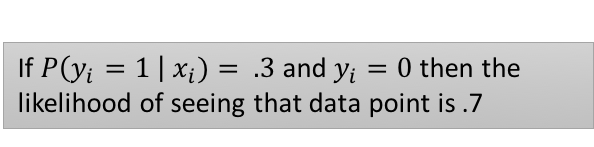 If P(yᵢ = 1 | xᵢ) = .3 and yᵢ = 0 then the
likelihood of seeing that data point is .7